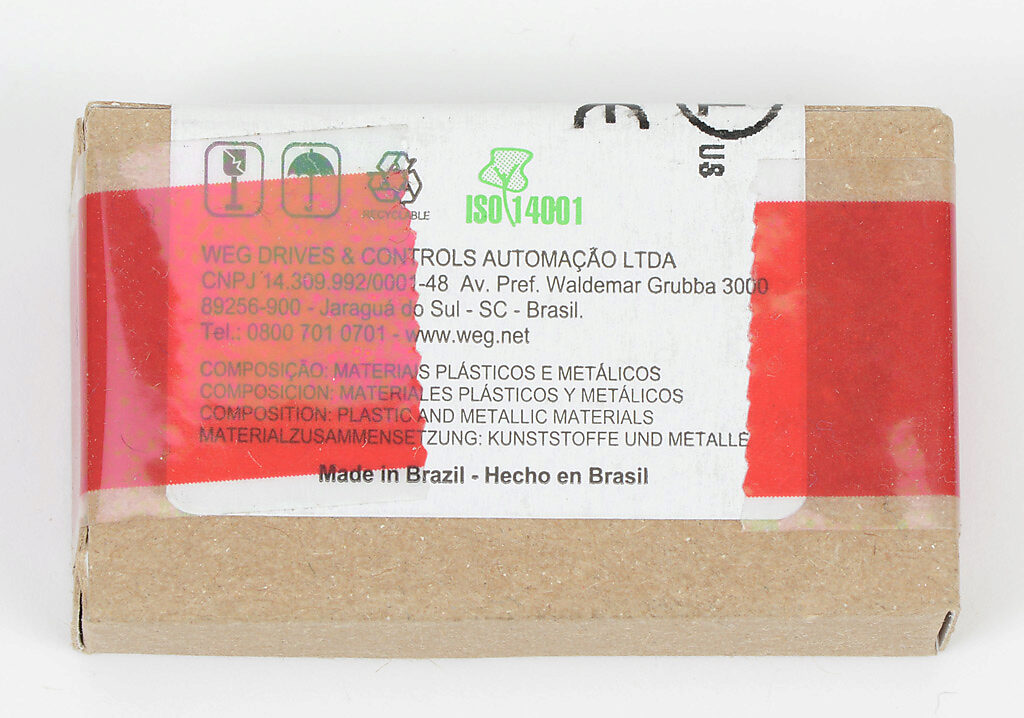 CE
US
RECYCLABLE
ISO 14001
WEG DRIVES & CONTROLS AUTOMAÇÃO LTDA
CNPJ 14.309.992/0001-48 Av. Pref. Waldemar Grubba 3000
89256-900 - Jaraguá do Sul - SC - Brasil.
Tel.: 0800 701 0701 - www.weg.net
COMPOSIÇÃO: MATERIAIS PLÁSTICOS E METÁLICOS
COMPOSICION: MATERIALES PLÁSTICOS Y METÁLICOS
COMPOSITION: PLASTIC AND METALLIC MATERIALS
MATERIALZUSAMMENSETZUNG: KUNSTSTOFFE UND METALLE
Made in Brazil - Hecho en Brasil